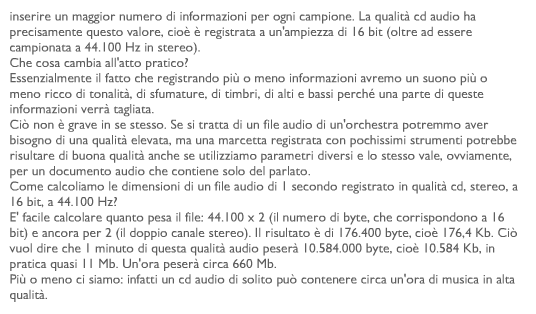 inserire un maggior numero di informazioni per ogni campione. La qualità cd audio ha
precisamente questo valore, cioè è registrata a un'ampiezza di 16 bit (oltre ad essere
campionata a 44.100 Hz in stereo).
Che cosa cambia all'atto pratico?
Essenzialmente il fatto che registrando più o meno informazioni avremo un suono più o
meno ricco di tonalità, di sfumature, di timbri, di alti e bassi perché una parte di queste
informazioni verrà tagliata.
Ciò non è grave in se stesso. Se si tratta di un file audio di un'orchestra potremmo aver
bisogno di una qualità elevata, ma una marcetta registrata con pochissimi strumenti potrebbe
risultare di buona qualità anche se utilizziamo parametri diversi e lo stesso vale, ovviamente,
per un documento audio che contiene solo del parlato.
Come calcoliamo le dimensioni di un file audio di 1 secondo registrato in qualità cd, stereo, a
16 bit, a 44.100 Hz?
E' facile calcolare quanto pesa il file: 44.100 x 2 (il numero di byte, che corrispondono a 16
bit) e ancora per 2 (il doppio canale stereo). Il risultato è di 176.400 byte, cioè 176,4 Kb. Ciò
vuol dire che 1 minuto di questa qualità audio peserà 10.584.000 byte, cioè 10.584 Kb, in
pratica quasi 11 Mb. Un'ora peserà circa 660 Mb.
Più o meno ci siamo: infatti un cd audio di solito può contenere circa un'ora di musica in alta
qualità.